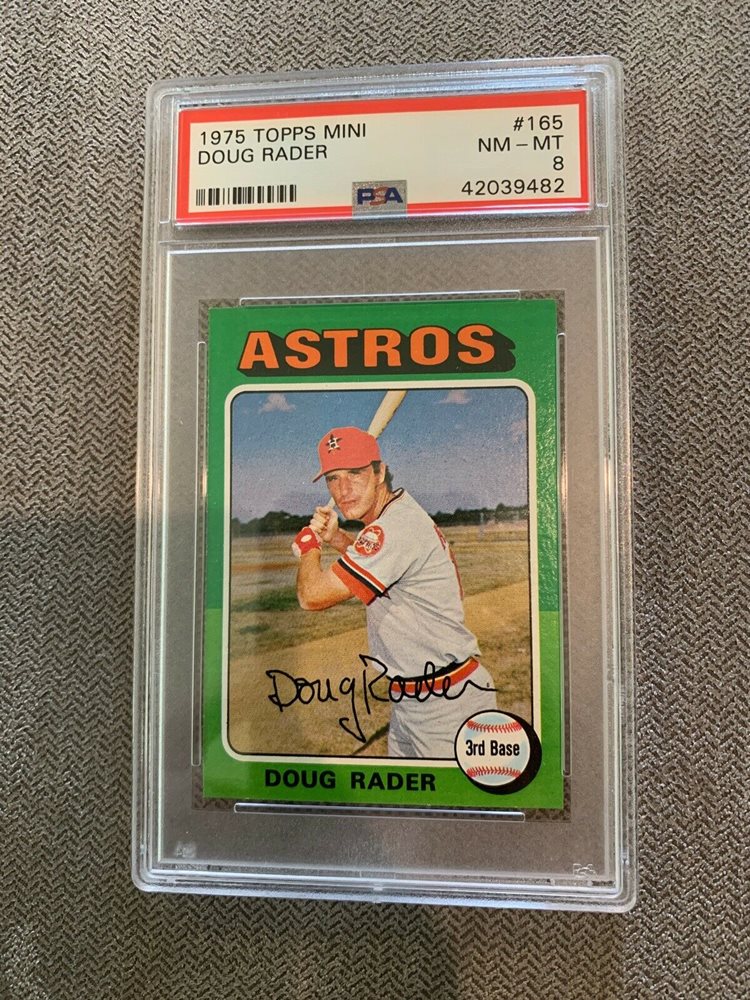 1975 TOPPS MINI #165
DOUG RADER NM - MT
8
PSA 42039482
ASTROS
Doug Rader
3rd Base
DOUG RADER